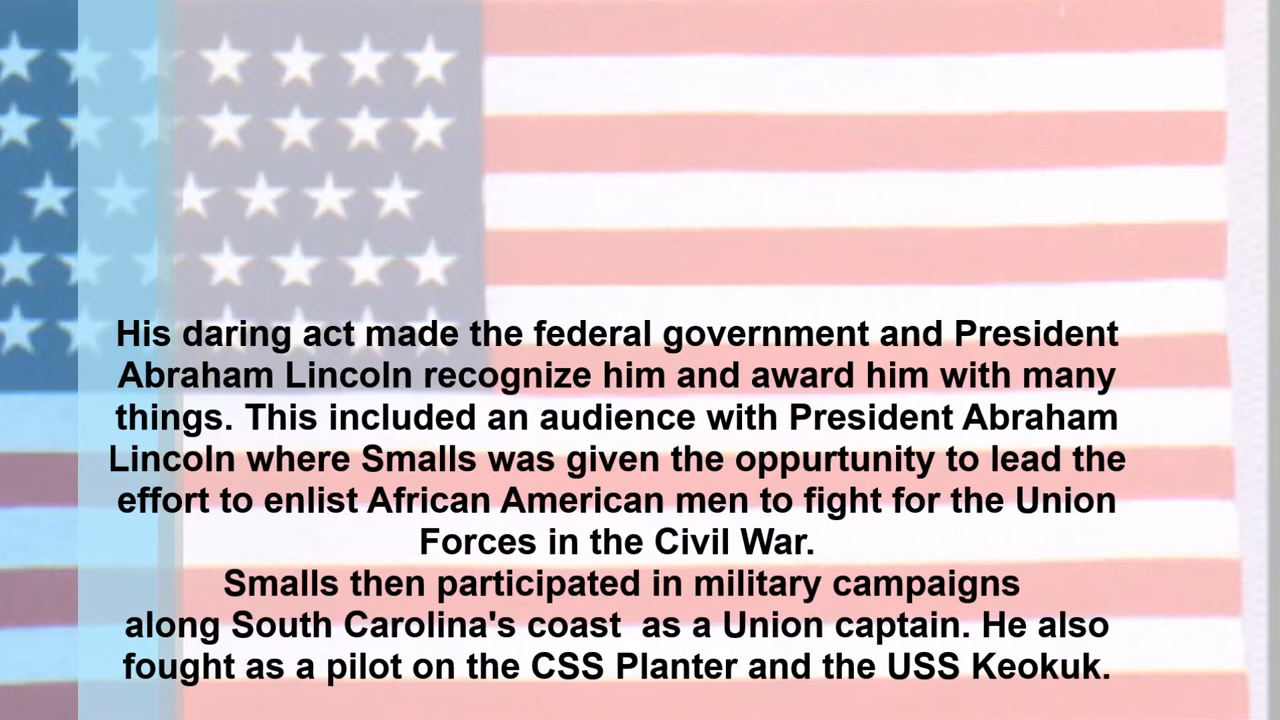 His daring act made the federal government and President
Abraham Lincoln recognize him and award him with many
things. This included an audience with President Abraham
Lincoln where Smalls was given the oppurtunity to lead the
effort to enlist African American men to fight for the Union
Forces in the Civil War.
Smalls then participated in military campaigns
along South Carolina's coast  as a Union captain. He also
fought as a pilot on the CSS Planter and the USS Keokuk.